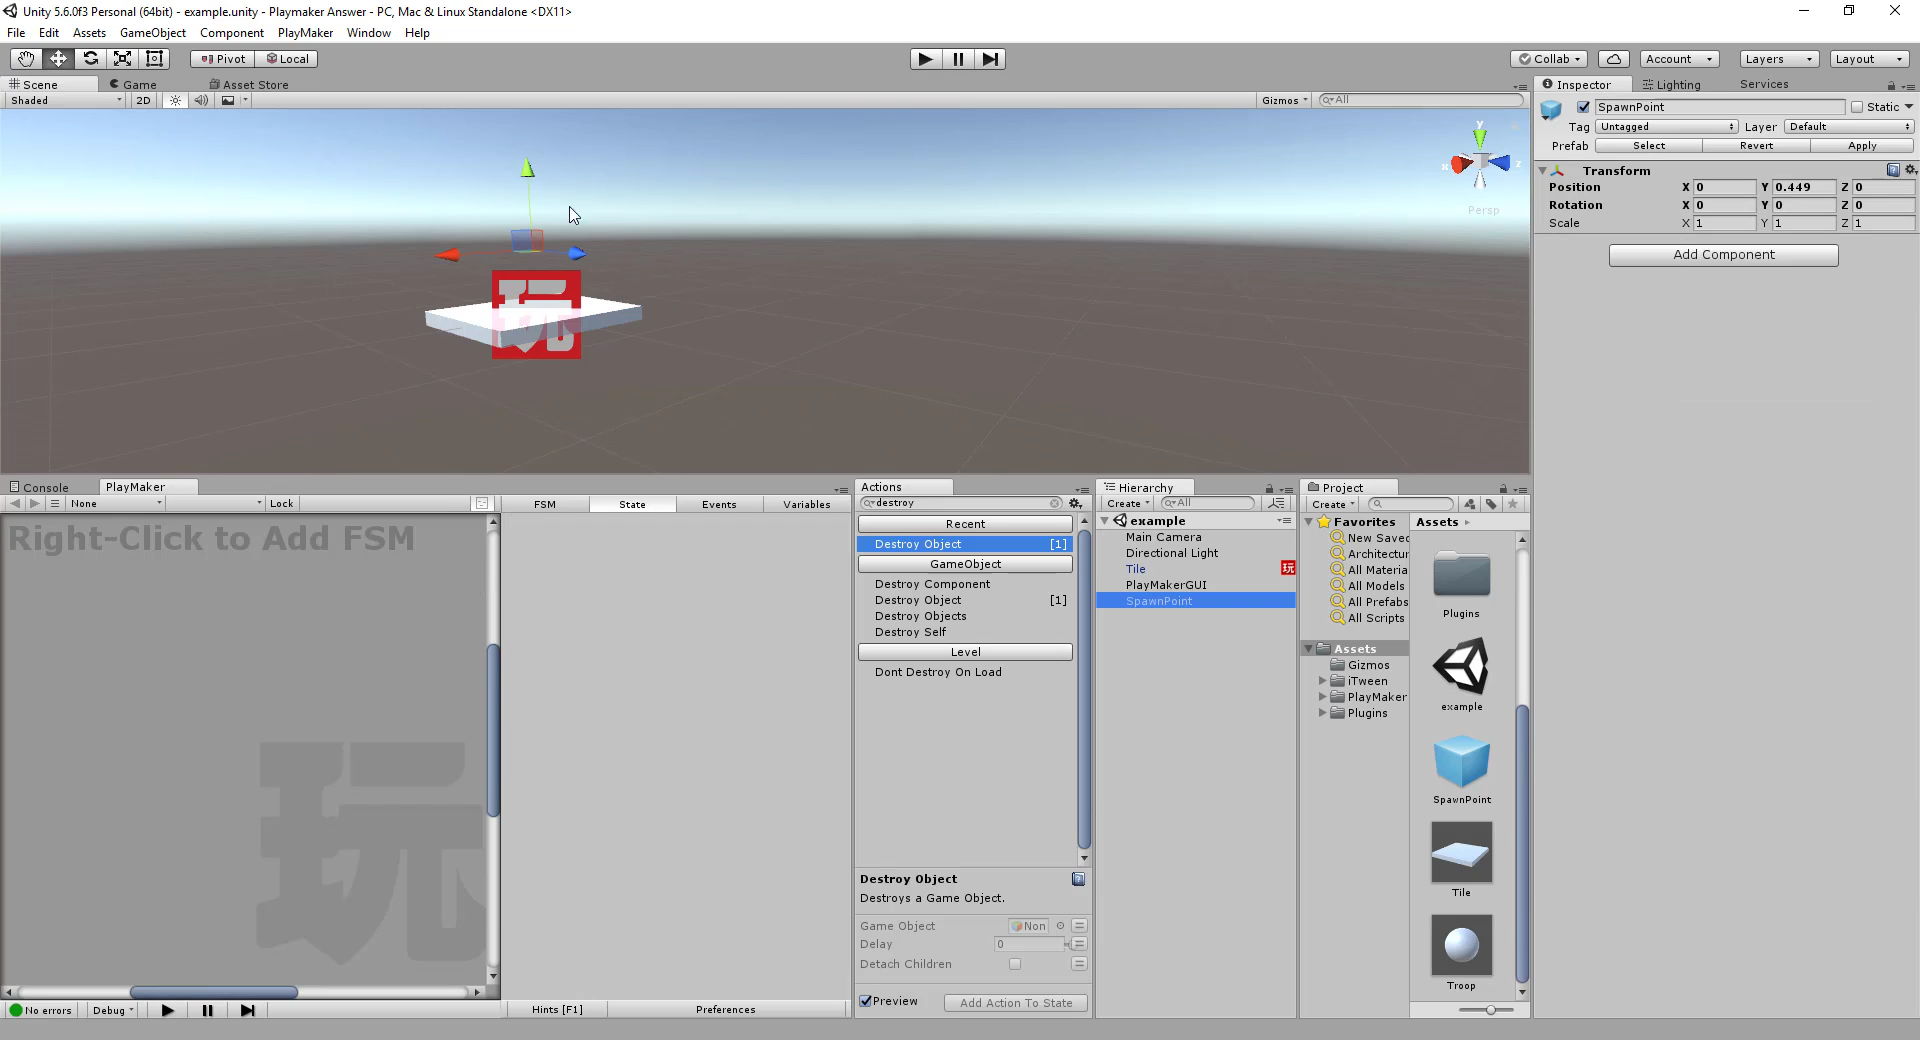 Unity 5.6.0f3 Personal (64bit) - example.unity - Playmaker Answer - PC, Mac & Linux Standalone <DX11>
File Edit Assets GameObject Component PlayMaker Window Help
Pivot Local Collab Account Layers Layout
Scene Game Asset Store
Shaded 2D Gizmos All
y
x z
Persp
玩
Inspector Lighting Services
SpawnPoint Static
Tag Untagged Layer Default
Prefab Select Revert Apply
Transform
Position X 0 Y 0.449 Z 0
Rotation X 0 Y 0 Z 0
Scale X 1 Y 1 Z 1
Add Component
Console PlayMaker
None Lock
Right-Click to Add FSM
玩
No errors Debug
FSM State Events Variables
Hints [F1] Preferences
Actions
destroy
Recent
Destroy Object [1]
GameObject
Destroy Component
Destroy Object [1]
Destroy Objects
Destroy Self
Level
Dont Destroy On Load
Destroy Object
Destroys a Game Object.
Game Object Non
Delay 0
Detach Children
Preview Add Action To State
Hierarchy
Create All
example
Main Camera
Directional Light
Tile 玩
PlayMakerGUI
SpawnPoint
Project
Create
Favorites
New Saved
Architectur
All Materia
All Models
All Prefabs
All Scripts
Assets
Gizmos
iTween
PlayMaker
Plugins
Assets
Plugins
example
SpawnPoint
Tile
Troop